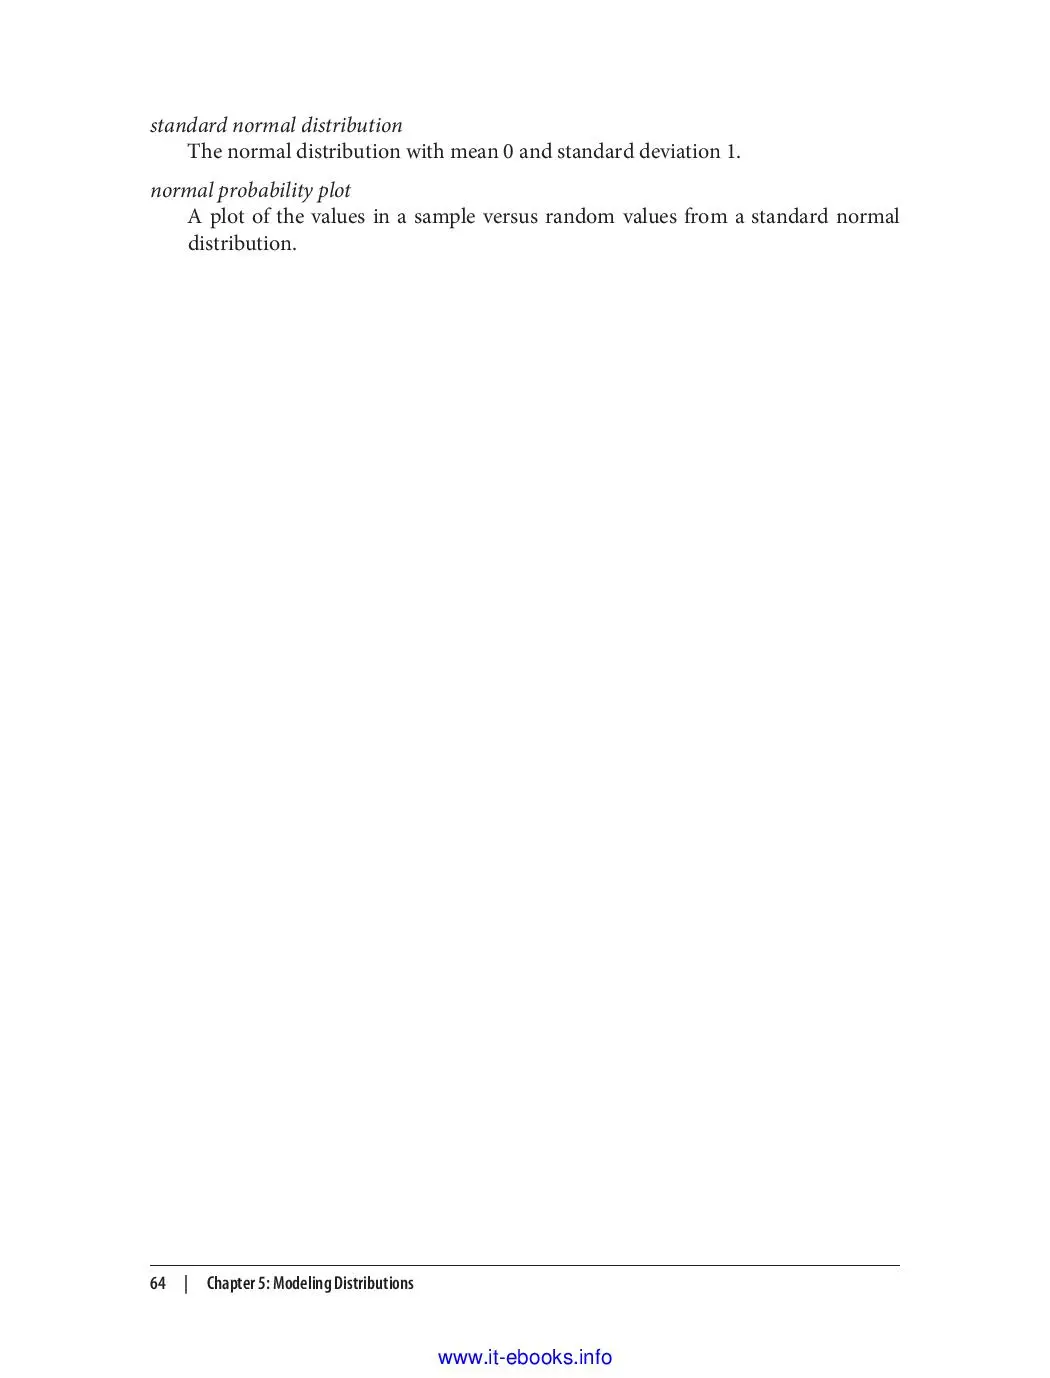 standard normal distribution
The normal distribution with mean 0 and standard deviation 1.
normal probability plot
A plot of the values in a sample versus random values from a standard normal
distribution.
64 | Chapter 5: Modeling Distributions
www.it-ebooks.info